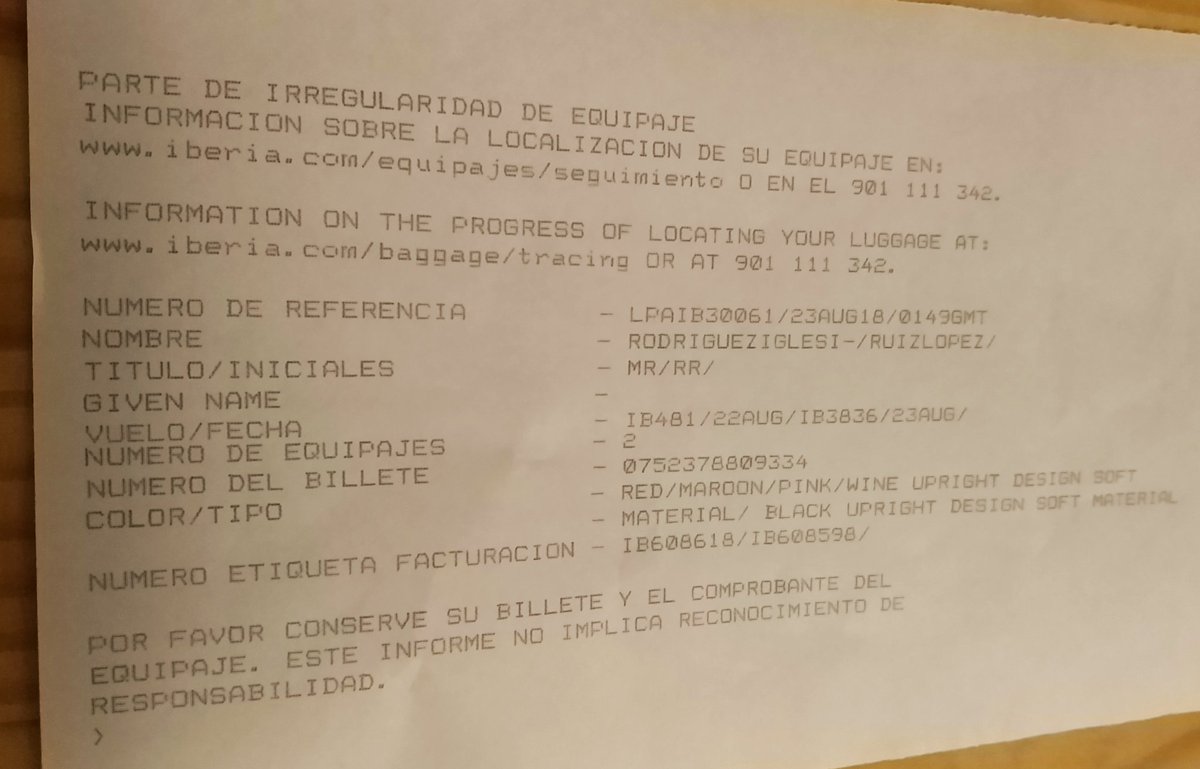 PARTE DE IRREGULARIDAD DE EQUIPAJE
INFORMACION SOBRE LA LOCALIZACION DE SU EQUIPAJE EN:
www.iberia.com/equipajes/seguimiento O EN EL 901 111 342.
INFORMATION ON THE PROGRESS OF LOCATING YOUR LUGGAGE AT:
www.iberia.com/baggage/tracing OR AT 901 111 342.
NUMERO DE REFERENCIA - LPAIB30061/23AUG18/0149GMT
NOMBRE - RODRIGUEZIGLESI-/RUIZLOPEZ/
TITULO/INICIALES - MR/RR/
GIVEN NAME -
VUELO/FECHA - IB481/22AUG/IB3836/23AUG/
NUMERO DE EQUIPAJES - 2
NUMERO DEL BILLETE - 0752378809334
COLOR/TIPO - RED/MAROON/PINK/WINE UPRIGHT DESIGN SOFT
- MATERIAL/ BLACK UPRIGHT DESIGN SOFT MATERIAL
NUMERO ETIQUETA FACTURACION - IB608618/IB608598/
POR FAVOR CONSERVE SU BILLETE Y EL COMPROBANTE DEL
EQUIPAJE. ESTE INFORME NO IMPLICA RECONOCIMIENTO DE
RESPONSABILIDAD.
>